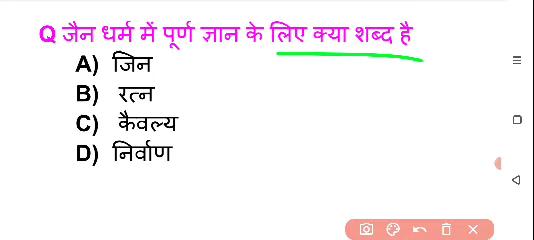 Q जैन धर्म में पूर्ण ज्ञान के लिए क्या शब्द है
A) जिन
B) रत्न
C) कैवल्य
D) निर्वाण